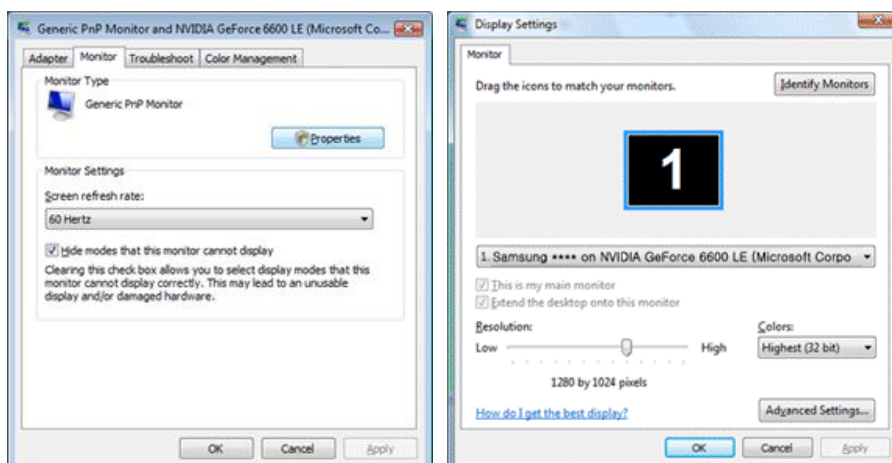 Generic PnP Monitor and NVIDIA GeForce 6600 LE (Microsoft Co...
Adapter Monitor Troubleshoot Color Management
Monitor Type
Generic PnP Monitor
Properties
Monitor Settings
Screen refresh rate:
60 Hertz
Hide modes that this monitor cannot display
Clearing this check box allows you to select display modes that this
monitor cannot display correctly. This may lead to an unusable
display and/or damaged hardware.
OK Cancel Apply
Display Settings
Monitor
Drag the icons to match your monitors.
Identify Monitors
1
1. Samsung **** on NVIDIA GeForce 6600 LE (Microsoft Corpo
This is my main monitor
Extend the desktop onto this monitor
Resolution:
Low High
1280 by 1024 pixels
Colors:
Highest (32 bit)
How do I get the best display?
Advanced Settings...
OK Cancel Apply